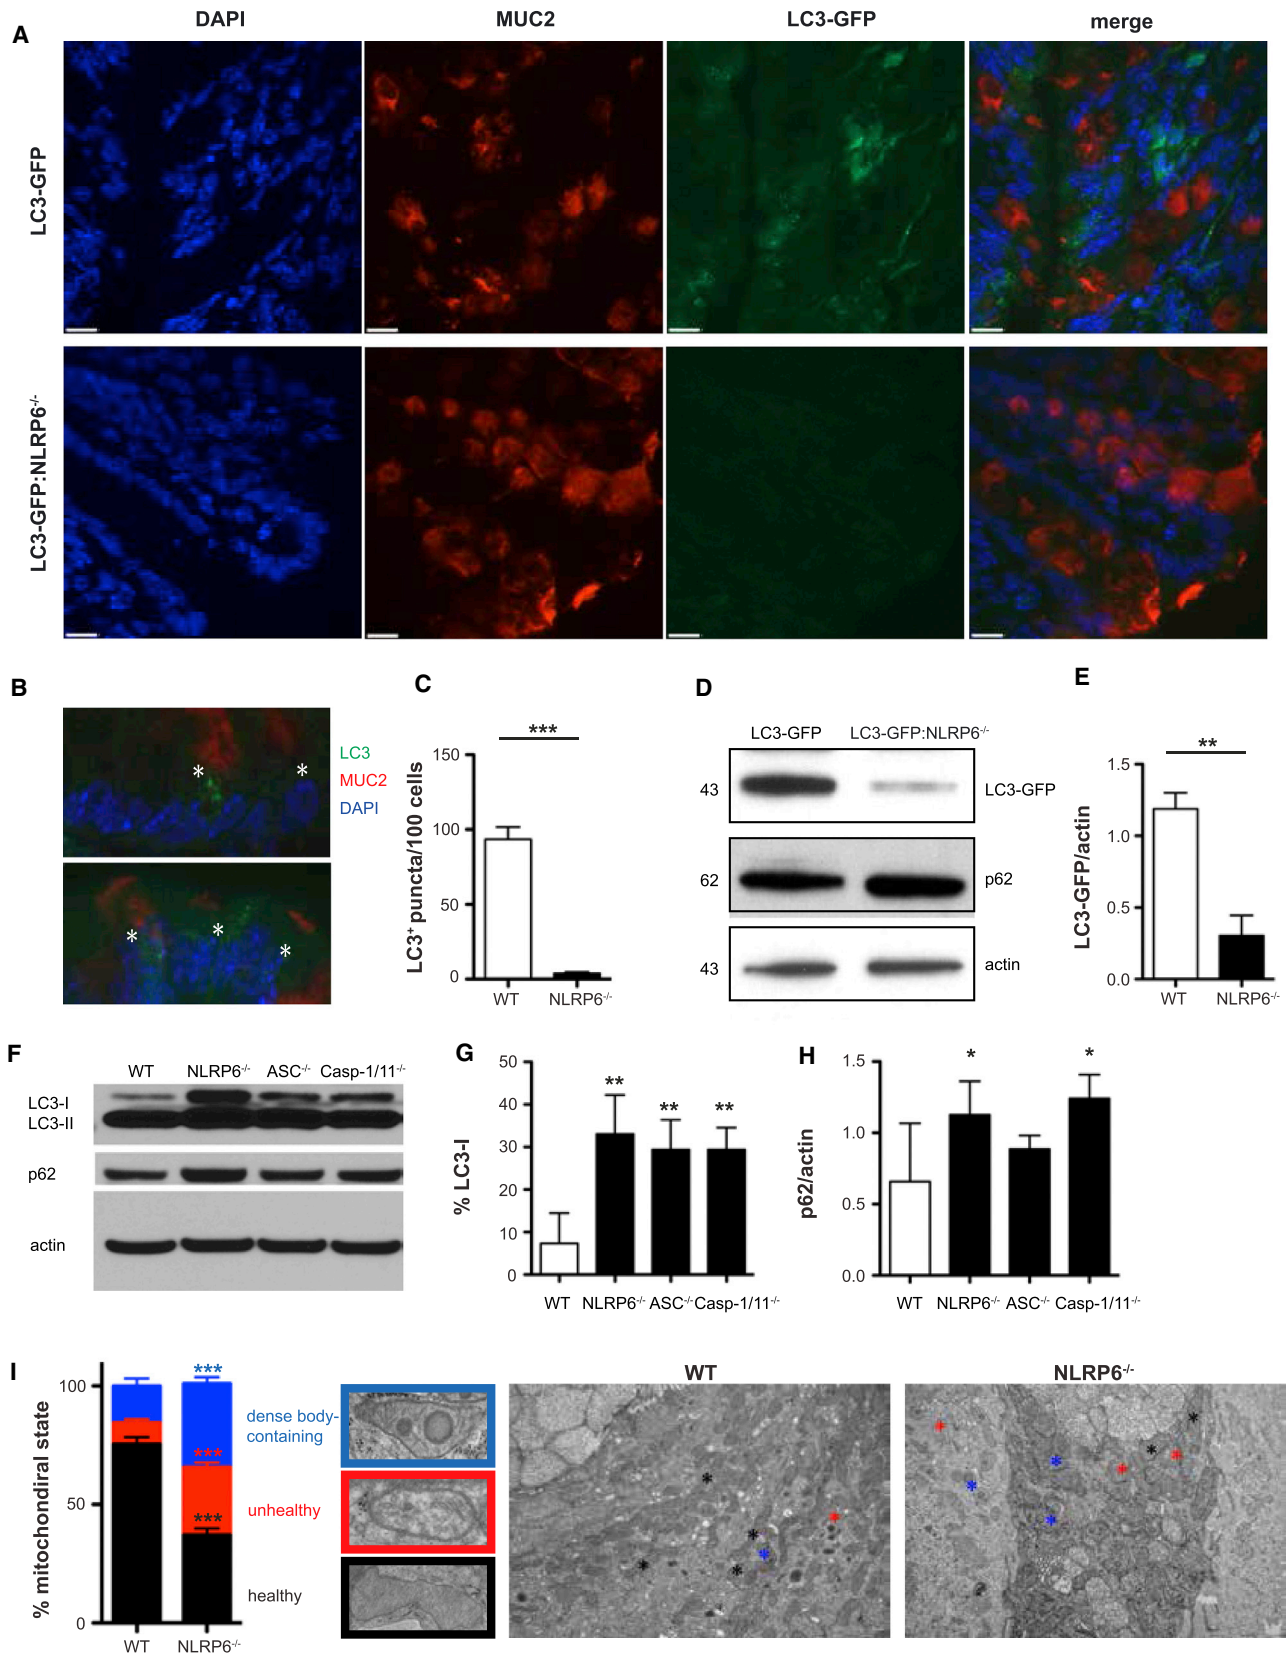 A
DAPI MUC2 LC3-GFP merge
LC3-GFP
LC3-GFP:NLRP6-/-
B
* *
* * *
LC3
MUC2
DAPI
C
***
LC3+ puncta/100 cells
150
100
50
0
WT NLRP6-/-
D
LC3-GFP LC3-GFP:NLRP6-/-
43 LC3-GFP
62 p62
43 actin
E
**
LC3-GFP/actin
1.5
1.0
0.5
0.0
WT NLRP6-/-
F
WT NLRP6-/- ASC-/- Casp-1/11-/-
LC3-I
LC3-II
p62
actin
G
% LC3-I
50
40
30
20
10
0
** ** **
WT NLRP6-/- ASC-/- Casp-1/11-/-
H
p62/actin
1.5
1.0
0.5
0.0
* *
WT NLRP6-/- ASC-/- Casp-1/11-/-
I
% mitochondiral state
100
50
0
***
***
***
WT NLRP6-/-
dense body-
containing
unhealthy
healthy
WT
* * * * * *
NLRP6-/-
* * * * * * * *